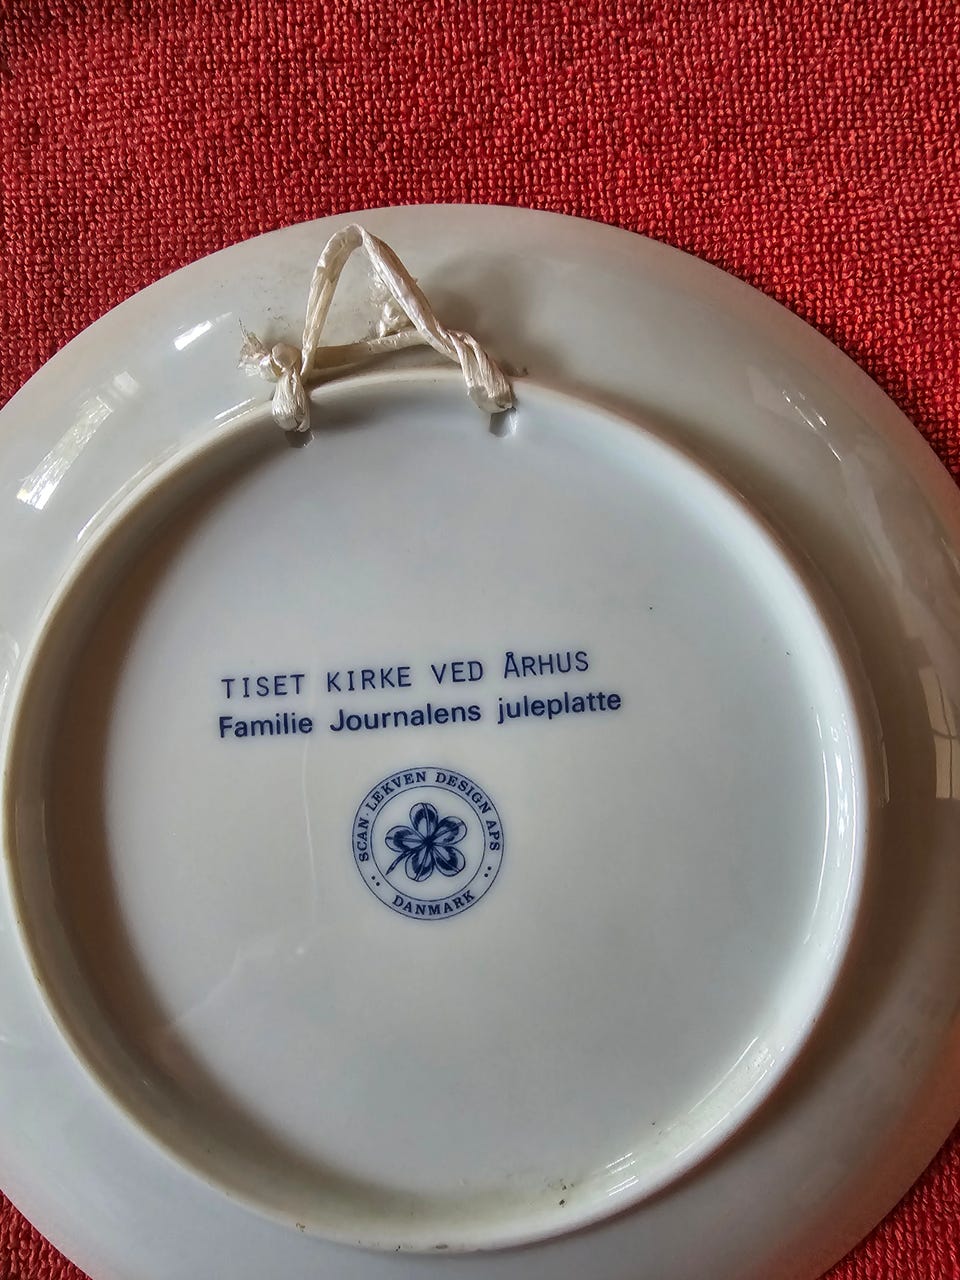 TISET KIRKE VED ÅRHUS
Familie Journalens juleplatte
SCAN·LEKVEN DESIGN APS
DANMARK